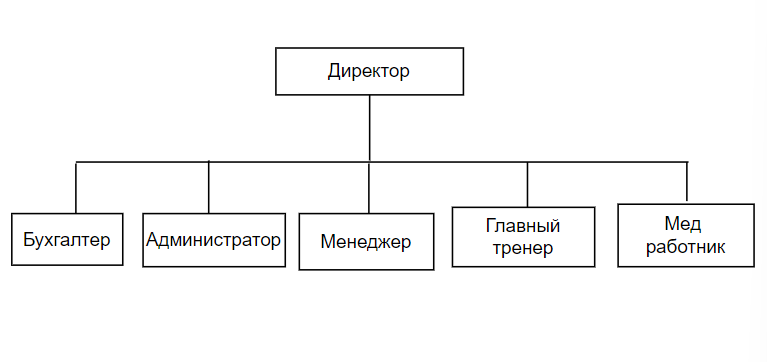 Директор
Бухгалтер
Администратор
Менеджер
Главный
тренер
Мед
работник